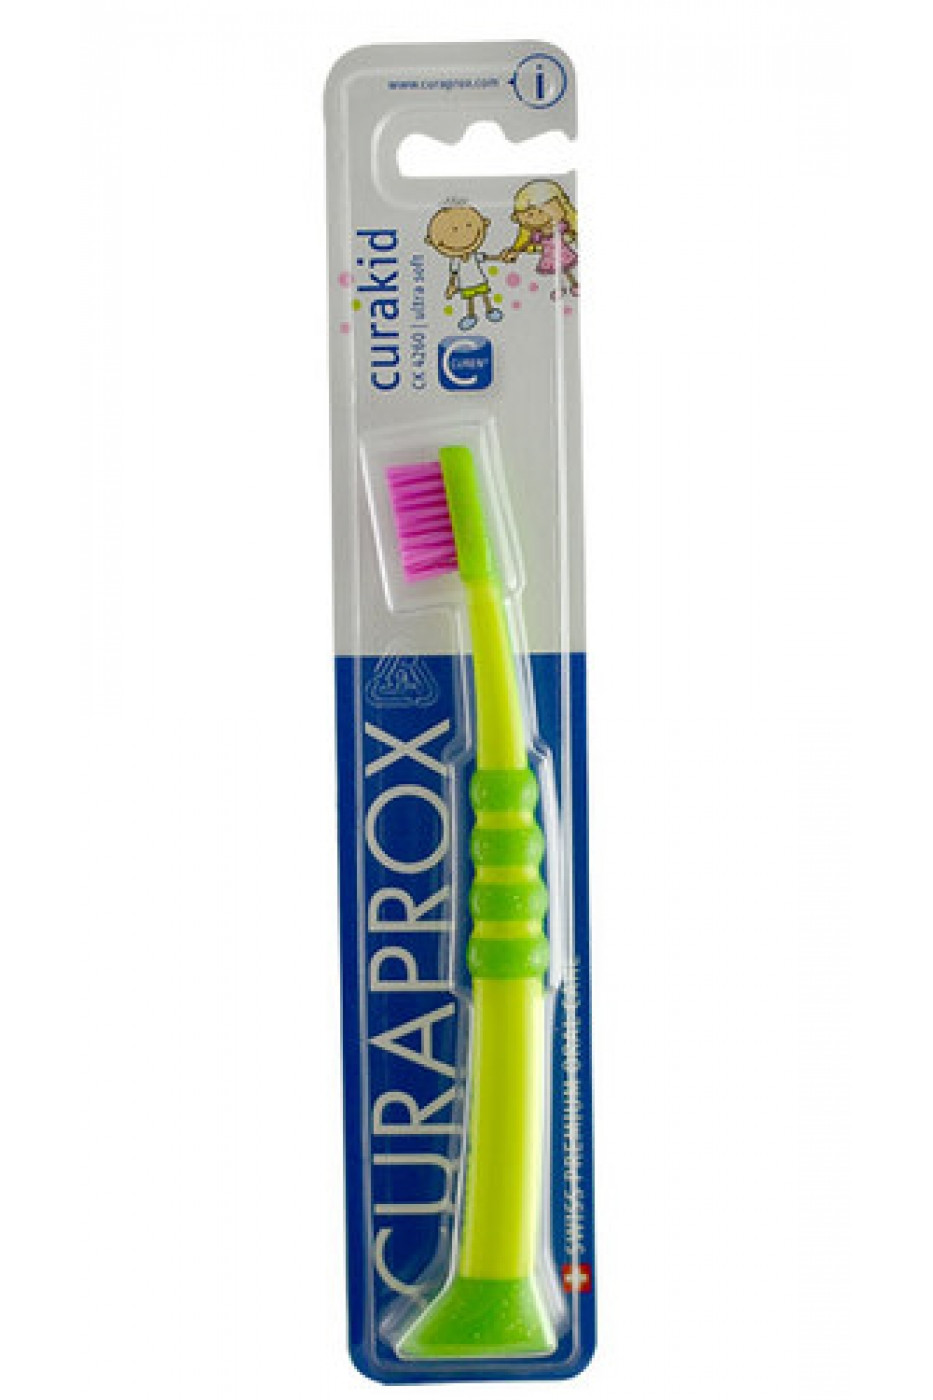 www.curaprox.com
i
curakid
CK 4260 | ultra soft
C
CUREN®
CURAPROX
SWISS PREMIUM ORAL CARE